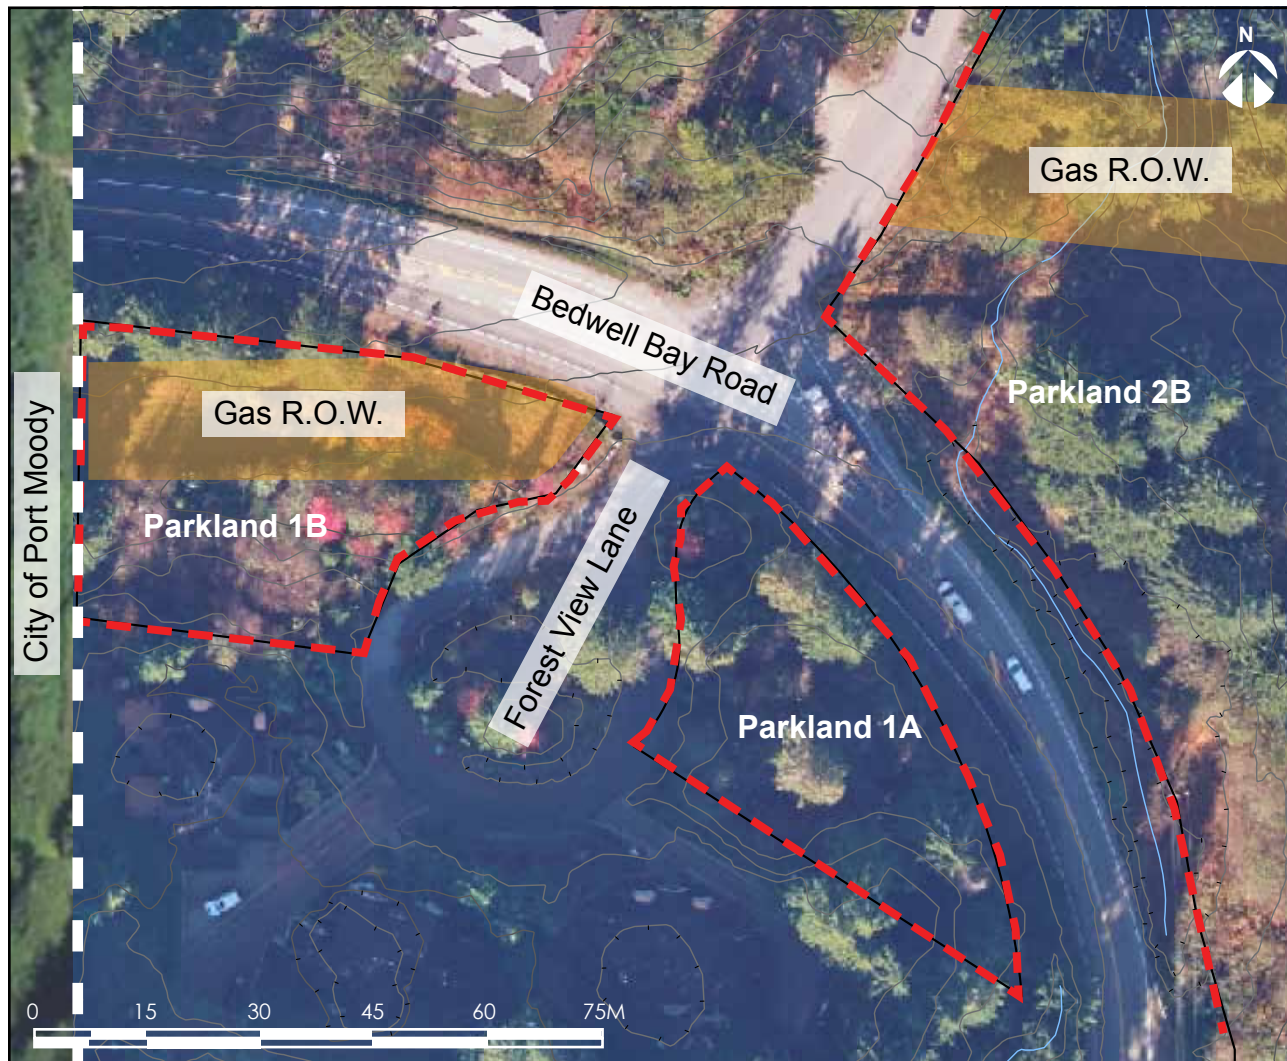 N
Gas R.O.W.
Bedwell Bay Road
Parkland 2B
Gas R.O.W.
City of Port Moody
Parkland 1B
Forest View Lane
Parkland 1A
0 15 30 45 60 75M